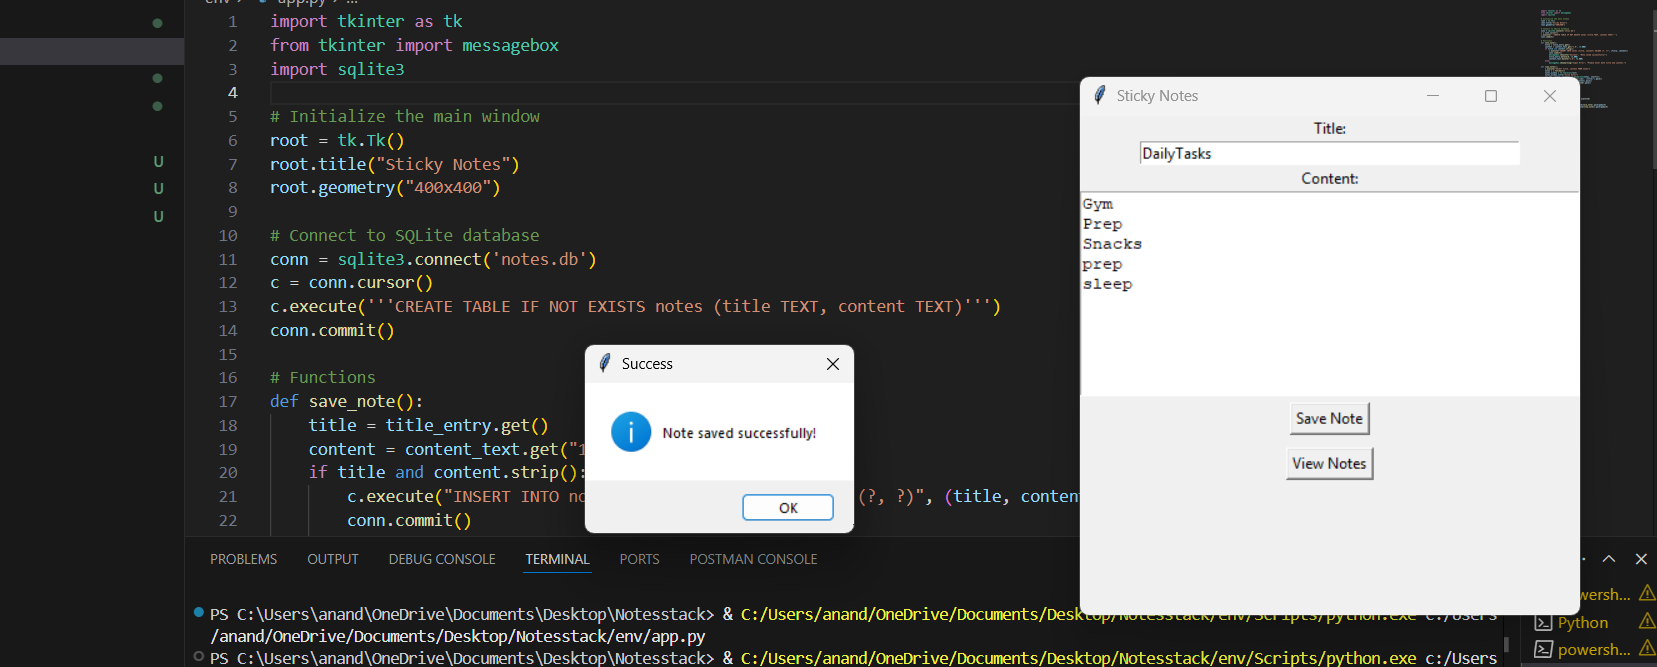 1 import tkinter as tk
2 from tkinter import messagebox
3 import sqlite3
4
5 # Initialize the main window
6 root = tk.Tk()
7 root.title("Sticky Notes")
8 root.geometry("400x400")
9
10 # Connect to SQLite database
11 conn = sqlite3.connect('notes.db')
12 c = conn.cursor()
13 c.execute('''CREATE TABLE IF NOT EXISTS notes (title TEXT, content TEXT)''')
14 conn.commit()
15
16 # Functions
17 def save_note():
18 title = title_entry.get()
19 content = content_text.get("1
20 if title and content.strip():
21 c.execute("INSERT INTO no (?, ?)", (title, content
22 conn.commit()
U
U
U
Success
Note saved successfully!
OK
Sticky Notes
Title:
DailyTasks
Content:
Gym
Prep
Snacks
prep
sleep
Save Note
View Notes
PROBLEMS OUTPUT DEBUG CONSOLE TERMINAL PORTS POSTMAN CONSOLE
PS C:\Users\anand\OneDrive\Documents\Desktop\Notesstack> & C:/Users/anand/OneDrive/Documents/Desktop/Notesstack/env/Scripts/python.exe c:/Users
/anand/OneDrive/Documents/Desktop/Notesstack/env/app.py
PS C:\Users\anand\OneDrive\Documents\Desktop\Notesstack> & C:/Users/anand/OneDrive/Documents/Desktop/Notesstack/env/Scripts/python.exe c:/Users
wersh...
Python
powersh...